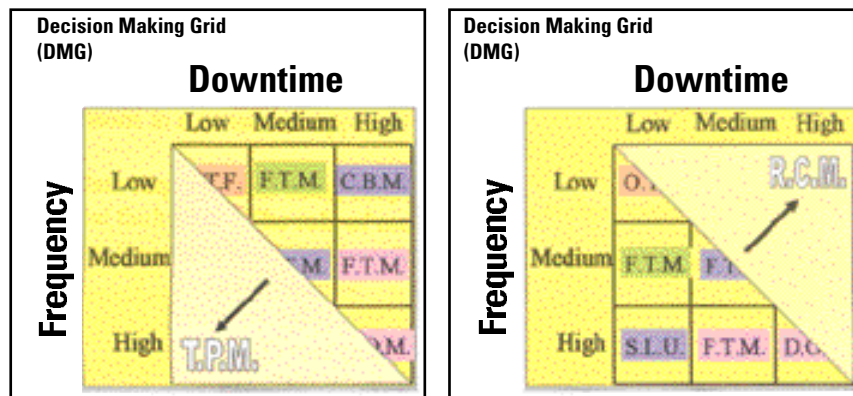 Decision Making Grid
(DMG)
Downtime
Low Medium High
Frequency
Low .T.F. F.T.M. C.B.M.
Medium .M. F.T.M.
High T.P.M. .M.
Decision Making Grid
(DMG)
Downtime
Low Medium High
Frequency
Low O. R.C.M.
Medium F.T.M F.T
High S.L.U. F.T.M. D.O